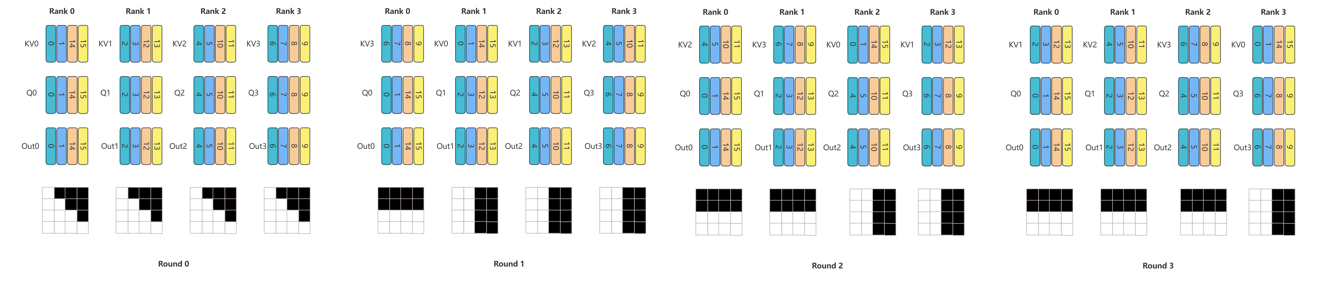 Rank 0 Rank 1 Rank 2 Rank 3
KV0 0 1 14 15 KV1 2 3 12 13 KV2 4 5 10 11 KV3 6 7 8 9
Q0 0 1 14 15 Q1 2 3 12 13 Q2 4 5 10 11 Q3 6 7 8 9
Out0 0 1 14 15 Out1 2 3 12 13 Out2 4 5 10 11 Out3 6 7 8 9
Round 0
Rank 0 Rank 1 Rank 2 Rank 3
KV3 6 7 8 9 KV0 0 1 14 15 KV1 2 3 12 13 KV2 4 5 10 11
Q0 0 1 14 15 Q1 2 3 12 13 Q2 4 5 10 11 Q3 6 7 8 9
Out0 0 1 14 15 Out1 2 3 12 13 Out2 4 5 10 11 Out3 6 7 8 9
Round 1
Rank 0 Rank 1 Rank 2 Rank 3
KV2 4 5 10 11 KV3 6 7 8 9 KV0 0 1 14 15 KV1 2 3 12 13
Q0 0 1 14 15 Q1 2 3 12 13 Q2 4 5 10 11 Q3 6 7 8 9
Out0 0 1 14 15 Out1 2 3 12 13 Out2 4 5 10 11 Out3 6 7 8 9
Round 2
Rank 0 Rank 1 Rank 2 Rank 3
KV1 2 3 12 13 KV2 4 5 10 11 KV3 6 7 8 9 KV0 0 1 14 15
Q0 0 1 14 15 Q1 2 3 12 13 Q2 4 5 10 11 Q3 6 7 8 9
Out0 0 1 14 15 Out1 2 3 12 13 Out2 4 5 10 11 Out3 6 7 8 9
Round 3